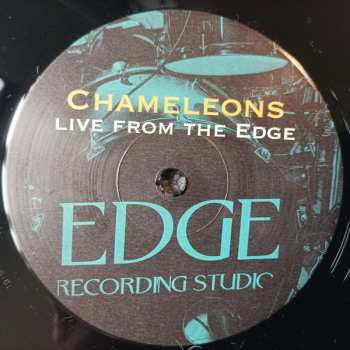 CHAMELEONS
LIVE FROM THE EDGE
EDGE
RECORDING STUDIO